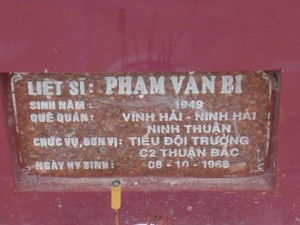 LIỆT SĨ : PHẠM VĂN BI
SINH NĂM : 1949
QUÊ QUÁN : VĨNH HẢI - NINH HẢI
NINH THUẬN
CHỨC VỤ, ĐƠN VỊ : TIỂU ĐỘI TRƯỞNG
C2 THUẬN BẮC
NGÀY HY SINH : 08 - 10 - 1968